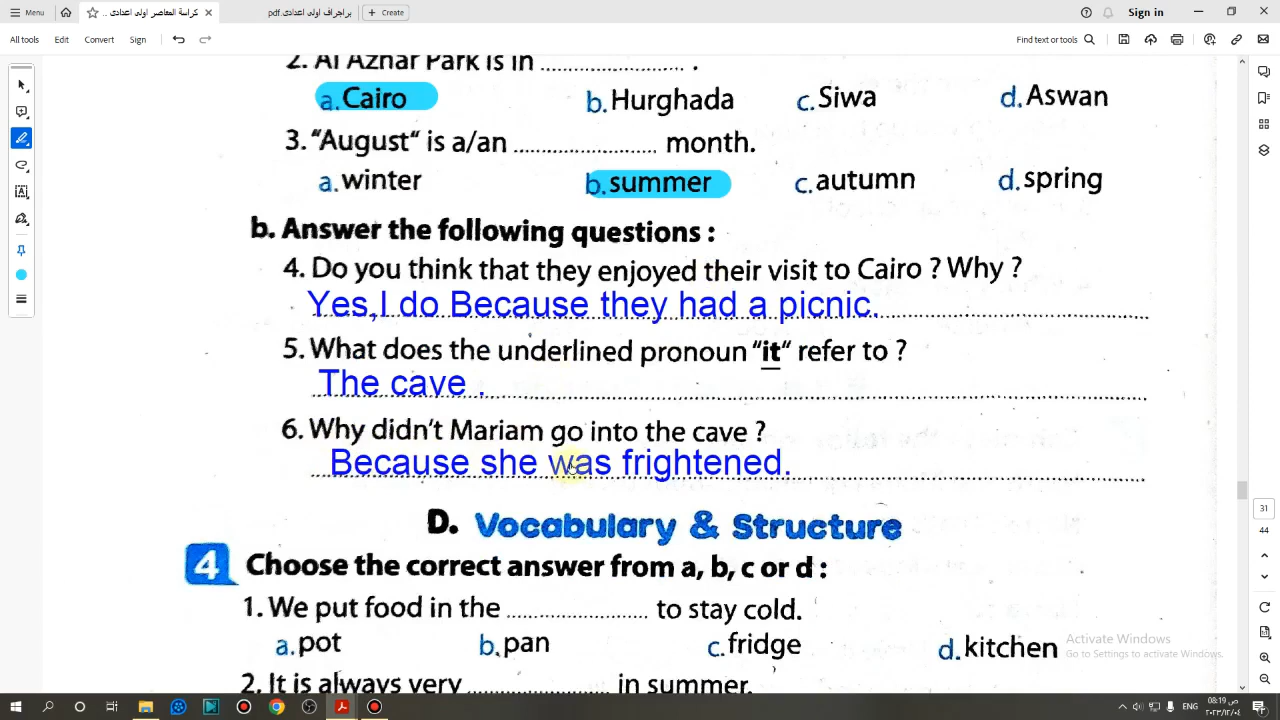 Menu
كراسة المعاصر اولى اعدادى ..
براجراف اولى اعدادى.pdf
Create
Sign in
All tools
Edit
Convert
Sign
Find text or tools
2. Al Azhar Park is in .................... .
a. Cairo b. Hurghada c. Siwa d. Aswan
3. "August" is a/an .................... month.
a. winter b. summer c. autumn d. spring
b. Answer the following questions :
4. Do you think that they enjoyed their visit to Cairo ? Why ?
Yes,I do Because they had a picnic.
5. What does the underlined pronoun "it" refer to ?
The cave .
6. Why didn't Mariam go into the cave ?
Because she was frightened.
D. Vocabulary & Structure
4 Choose the correct answer from a, b, c or d :
1. We put food in the .................... to stay cold.
a. pot b. pan c. fridge d. kitchen
2. It is always very .................... in summer.
31
44
Activate Windows
Go to Settings to activate Windows.
ENG
08:19 ص
٢٠٢٣/١٢/٠٤